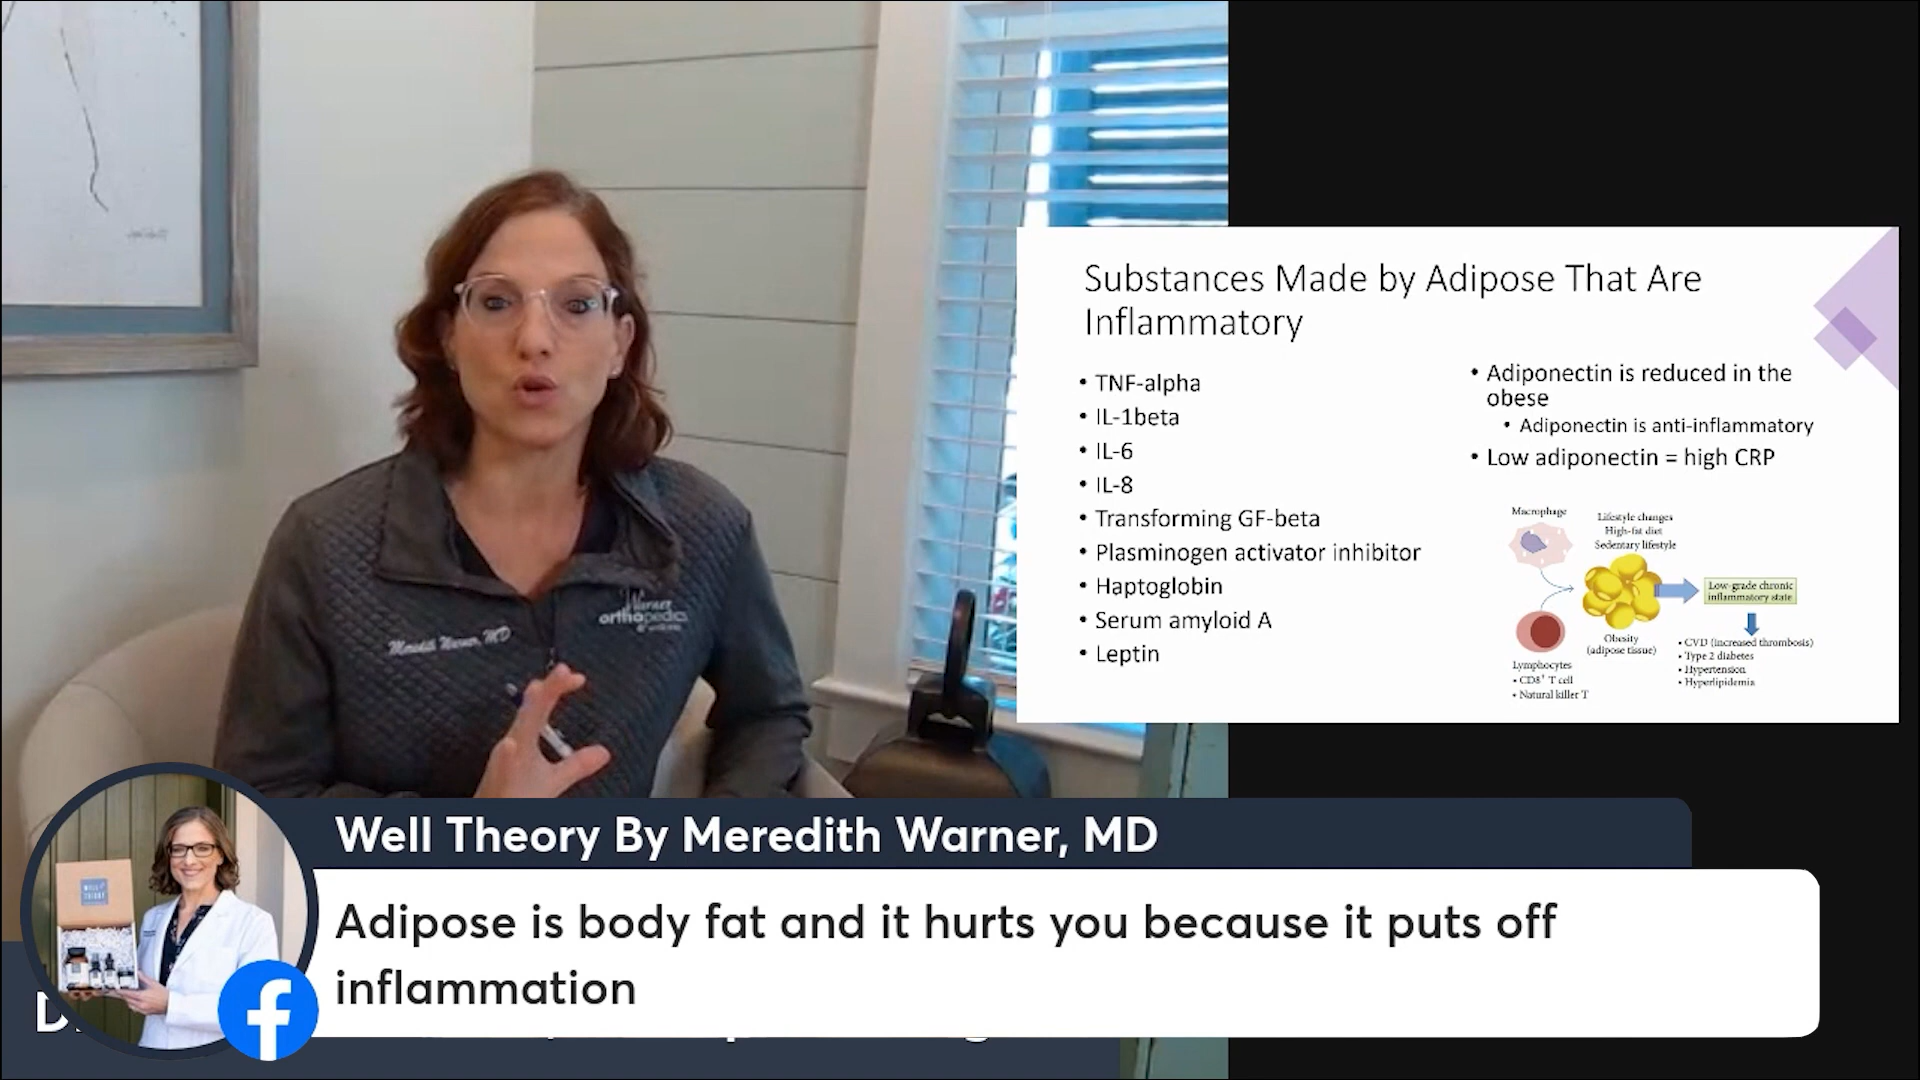 Substances Made by Adipose That Are
Inflammatory
• TNF-alpha
• IL-1beta
• IL-6
• IL-8
• Transforming GF-beta
• Plasminogen activator inhibitor
• Haptoglobin
• Serum amyloid A
• Leptin
• Adiponectin is reduced in the
obese
• Adiponectin is anti-inflammatory
• Low adiponectin = high CRP
Macrophage
Lifestyle changes
High-fat diet
Sedentary lifestyle
Low-grade chronic
inflammatory state
Obesity
(adipose tissue)
• CVD (increased thrombosis)
• Type 2 diabetes
• Hypertension
• Hyperlipidemia
Lymphocytes
• CD8⁺ T cell
• Natural killer T
Meredith Warner, MD
Warner
orthopedics
& wellness
Well Theory By Meredith Warner, MD
Adipose is body fat and it hurts you because it puts off
inflammation
WELL
THEORY